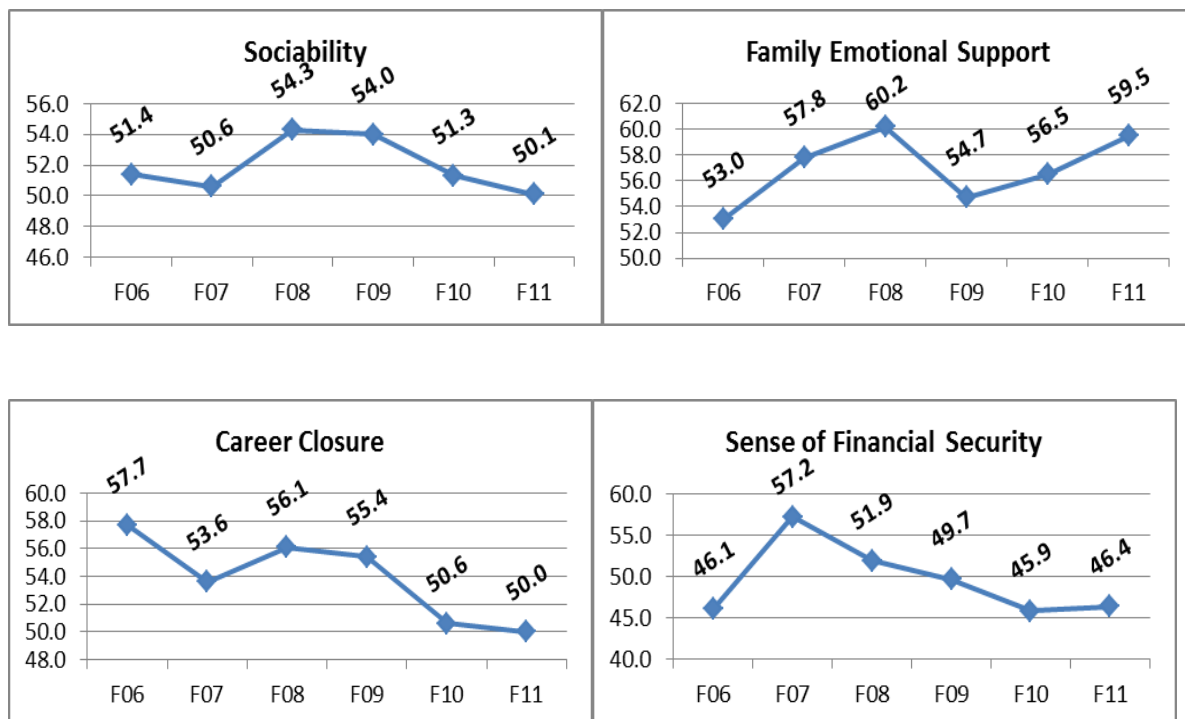 Sociability
51.4 50.6 54.3 54.0 51.3 50.1
56.0
54.0
52.0
50.0
48.0
46.0
F06 F07 F08 F09 F10 F11
Family Emotional Support
53.0 57.8 60.2 54.7 56.5 59.5
62.0
60.0
58.0
56.0
54.0
52.0
50.0
F06 F07 F08 F09 F10 F11
Career Closure
57.7 53.6 56.1 55.4 50.6 50.0
60.0
58.0
56.0
54.0
52.0
50.0
48.0
F06 F07 F08 F09 F10 F11
Sense of Financial Security
46.1 57.2 51.9 49.7 45.9 46.4
60.0
55.0
50.0
45.0
40.0
F06 F07 F08 F09 F10 F11